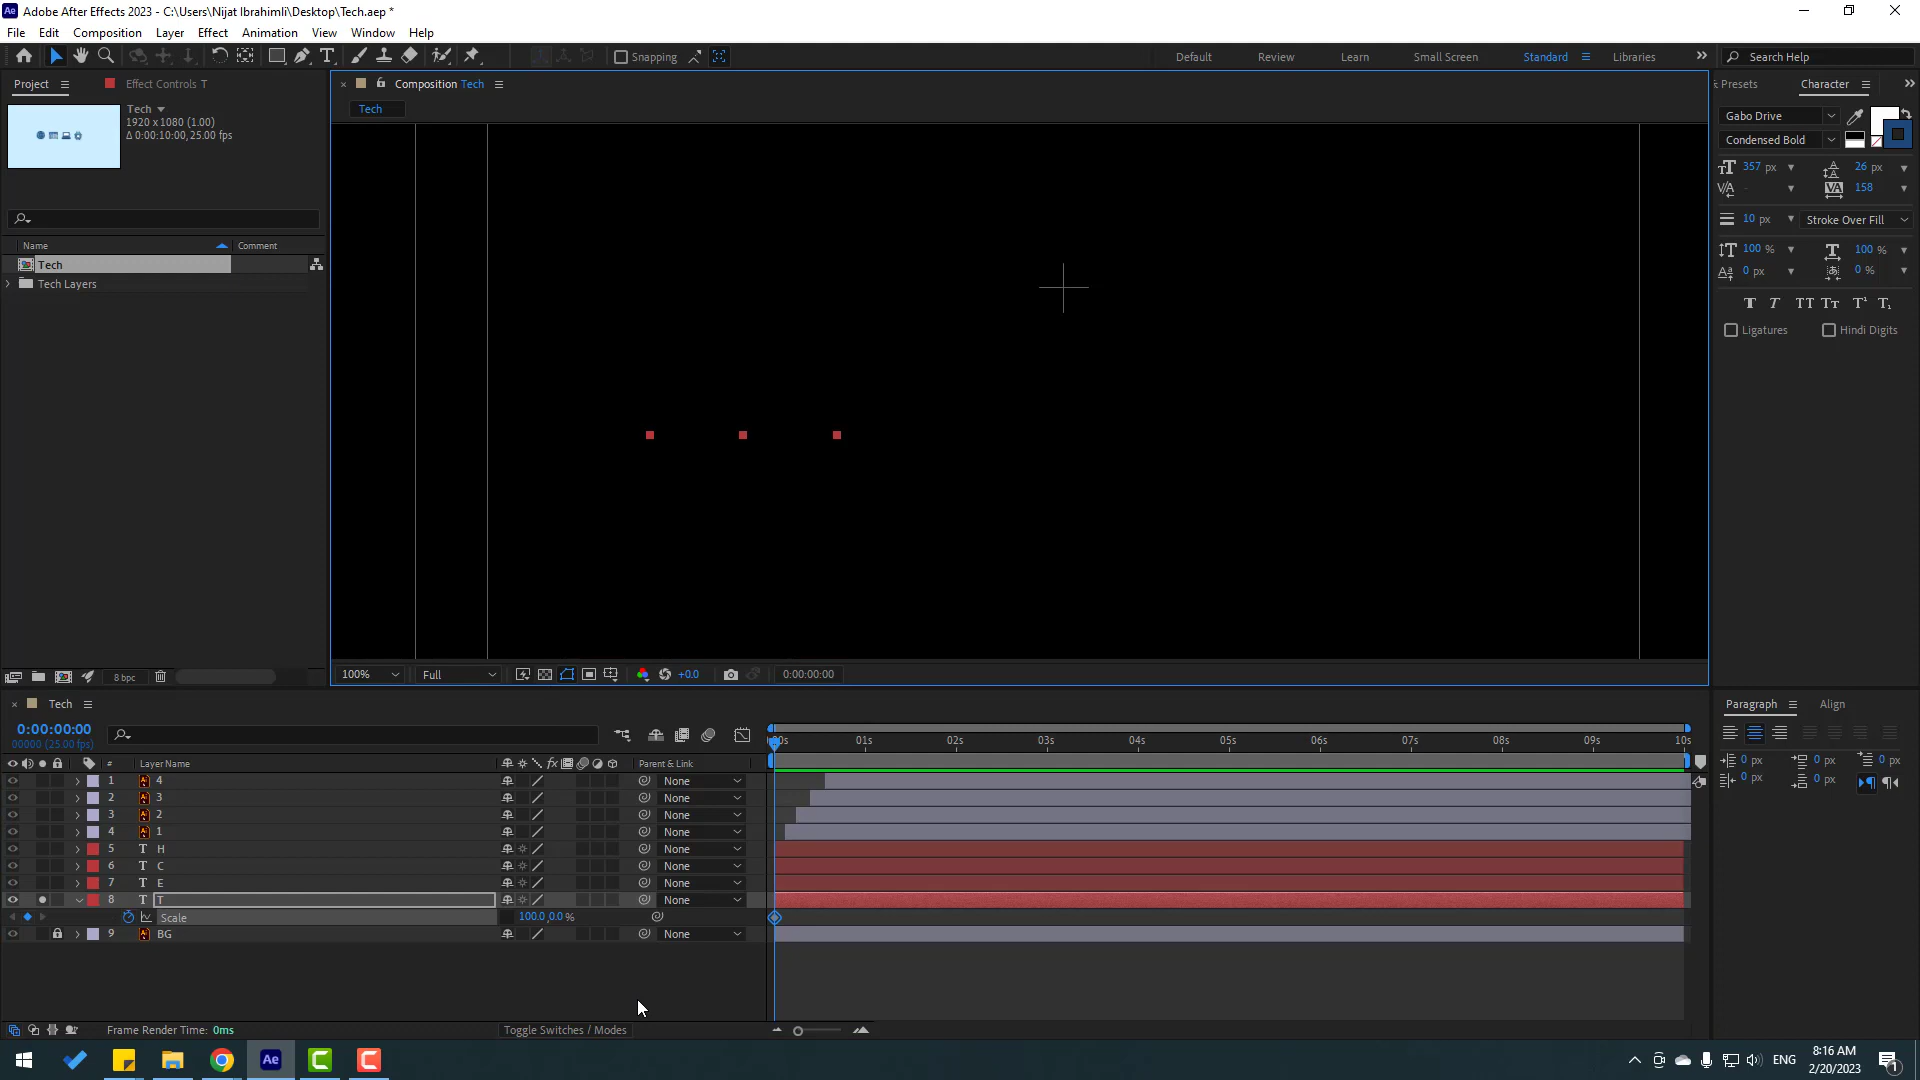 Adobe After Effects 2023 - C:\Users\Nijat Ibrahimli\Desktop\Tech.aep *
File Edit Composition Layer Effect Animation View Window Help
Snapping Default Review Learn Small Screen Standard Libraries Search Help
Project Effect Controls T Composition Tech Presets Character
Tech
1920 x 1080 (1.00)
Δ 0:00:10:00, 25.00 fps
Tech
Gabo Drive
Condensed Bold
357 px 26 px
158
10 px Stroke Over Fill
100 % 100 %
0 px 0 %
Ligatures Hindi Digits
Name Comment
Tech
Tech Layers
8 bpc 100% Full +0.0 0:00:00:00
Tech
Paragraph Align
0:00:00:00
00000 (25.00 fps)
01s 02s 03s 04s 05s 06s 07s 08s 09s 10s
0 px 0 px 0 px
0 px 0 px
# Layer Name Parent & Link
1 4 None
2 3 None
3 2 None
4 1 None
5 T H None
6 T C None
7 T E None
8 T T None
Scale 100.0,0.0 %
9 BG None
Frame Render Time: 0ms Toggle Switches / Modes
ENG 8:16 AM
2/20/2023
1